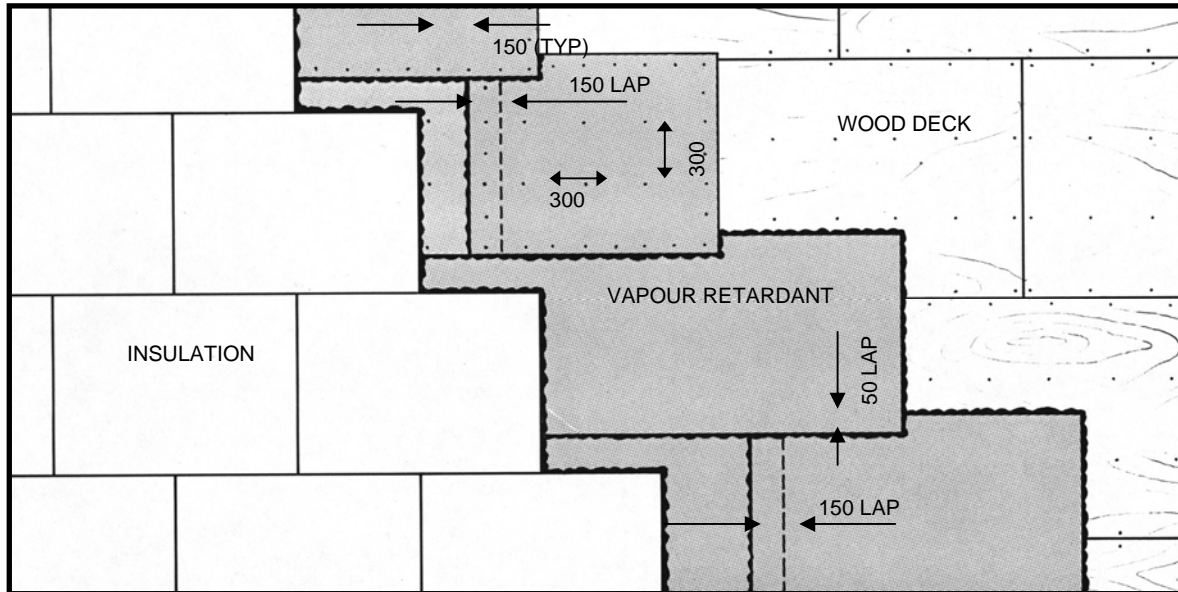 150 (TYP)
150 LAP
WOOD DECK
300
300
VAPOUR RETARDANT
INSULATION
50 LAP
150 LAP